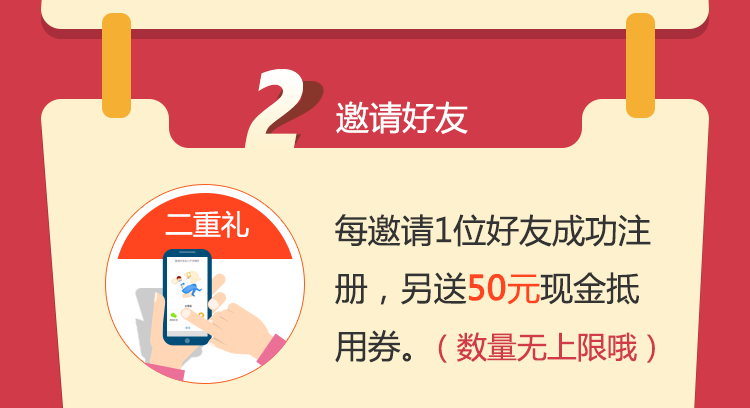 2 邀请好友
二重礼
每邀请1位好友成功注
册，另送50元现金抵
用券。（数量无上限哦）